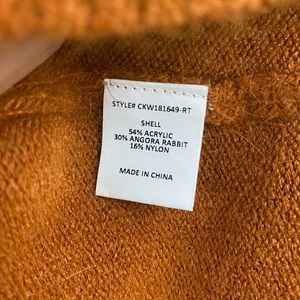 STYLE# CKW181649-RT
SHELL
54% ACRYLIC
30% ANGORA RABBIT
16% NYLON
MADE IN CHINA